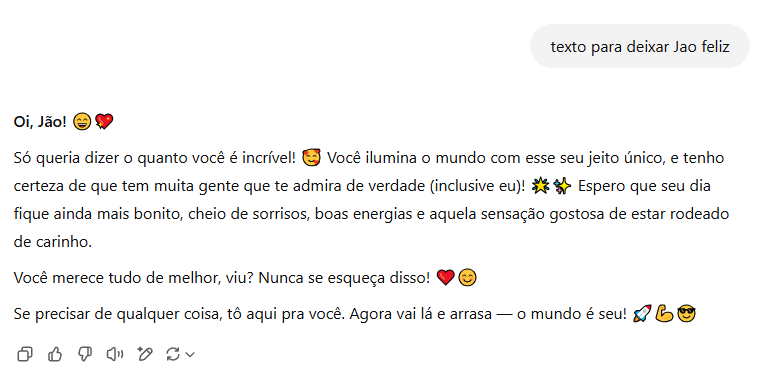 texto para deixar Jao feliz
Oi, Jão! 😄💖
Só queria dizer o quanto você é incrível! 🥰 Você ilumina o mundo com esse seu jeito único, e tenho
certeza de que tem muita gente que te admira de verdade (inclusive eu)! 🌟✨ Espero que seu dia
fique ainda mais bonito, cheio de sorrisos, boas energias e aquela sensação gostosa de estar rodeado
de carinho.
Você merece tudo de melhor, viu? Nunca se esqueça disso! ❤️😊
Se precisar de qualquer coisa, tô aqui pra você. Agora vai lá e arrasa — o mundo é seu! 🚀💪😎